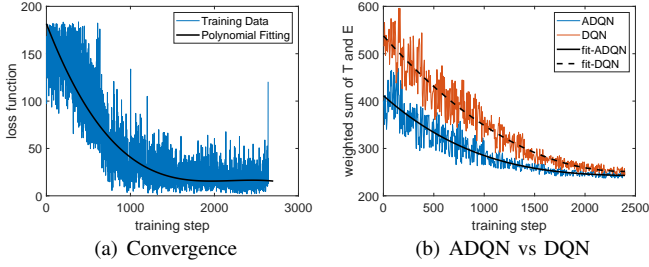 200
150
100
50
0
loss function
0 1000 2000 3000
training step
Training Data
Polynomial Fitting
(a) Convergence
600
500
400
300
200
weighted sum of T and E
0 500 1000 1500 2000 2500
training step
ADQN
DQN
fit-ADQN
fit-DQN
(b) ADQN vs DQN